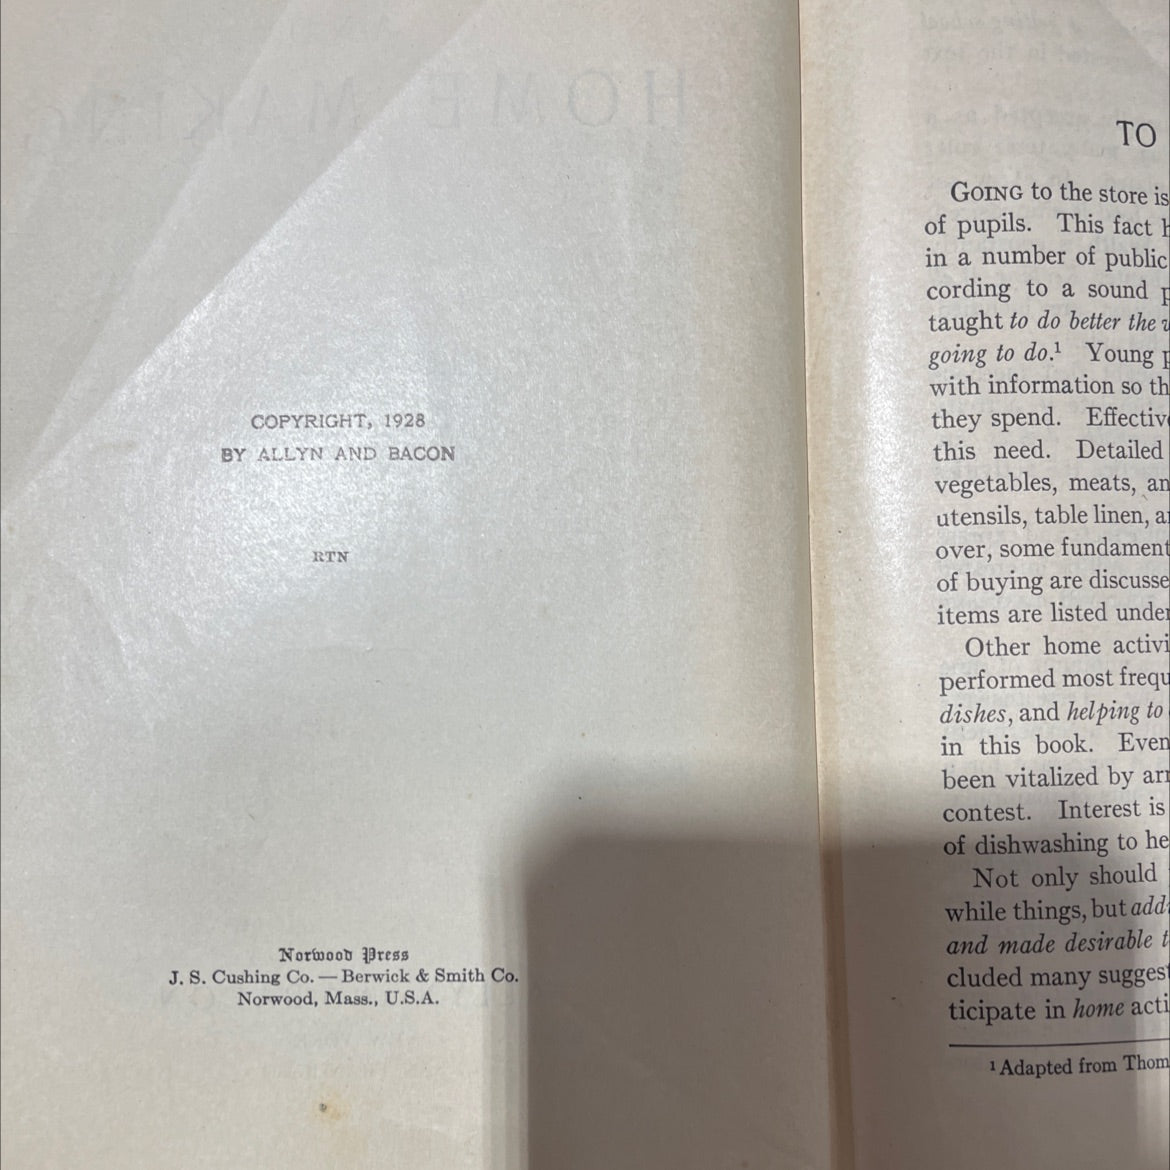 COPYRIGHT, 1928
BY ALLYN AND BACON
RTN
Norwood Press
J. S. Cushing Co. — Berwick & Smith Co.
Norwood, Mass., U.S.A.
TO
GOING to the store is
of pupils. This fact
in a number of public
cording to a sound
taught to do better the
going to do.¹ Young
with information so th
they spend. Effectiv
this need. Detailed
vegetables, meats, an
utensils, table linen, a
over, some fundament
of buying are discusse
items are listed under
Other home activi
performed most frequ
dishes, and helping to
in this book. Even
been vitalized by arr
contest. Interest is
of dishwashing to he
Not only should
while things, but add
and made desirable t
cluded many suggest
ticipate in home acti
¹ Adapted from Thom